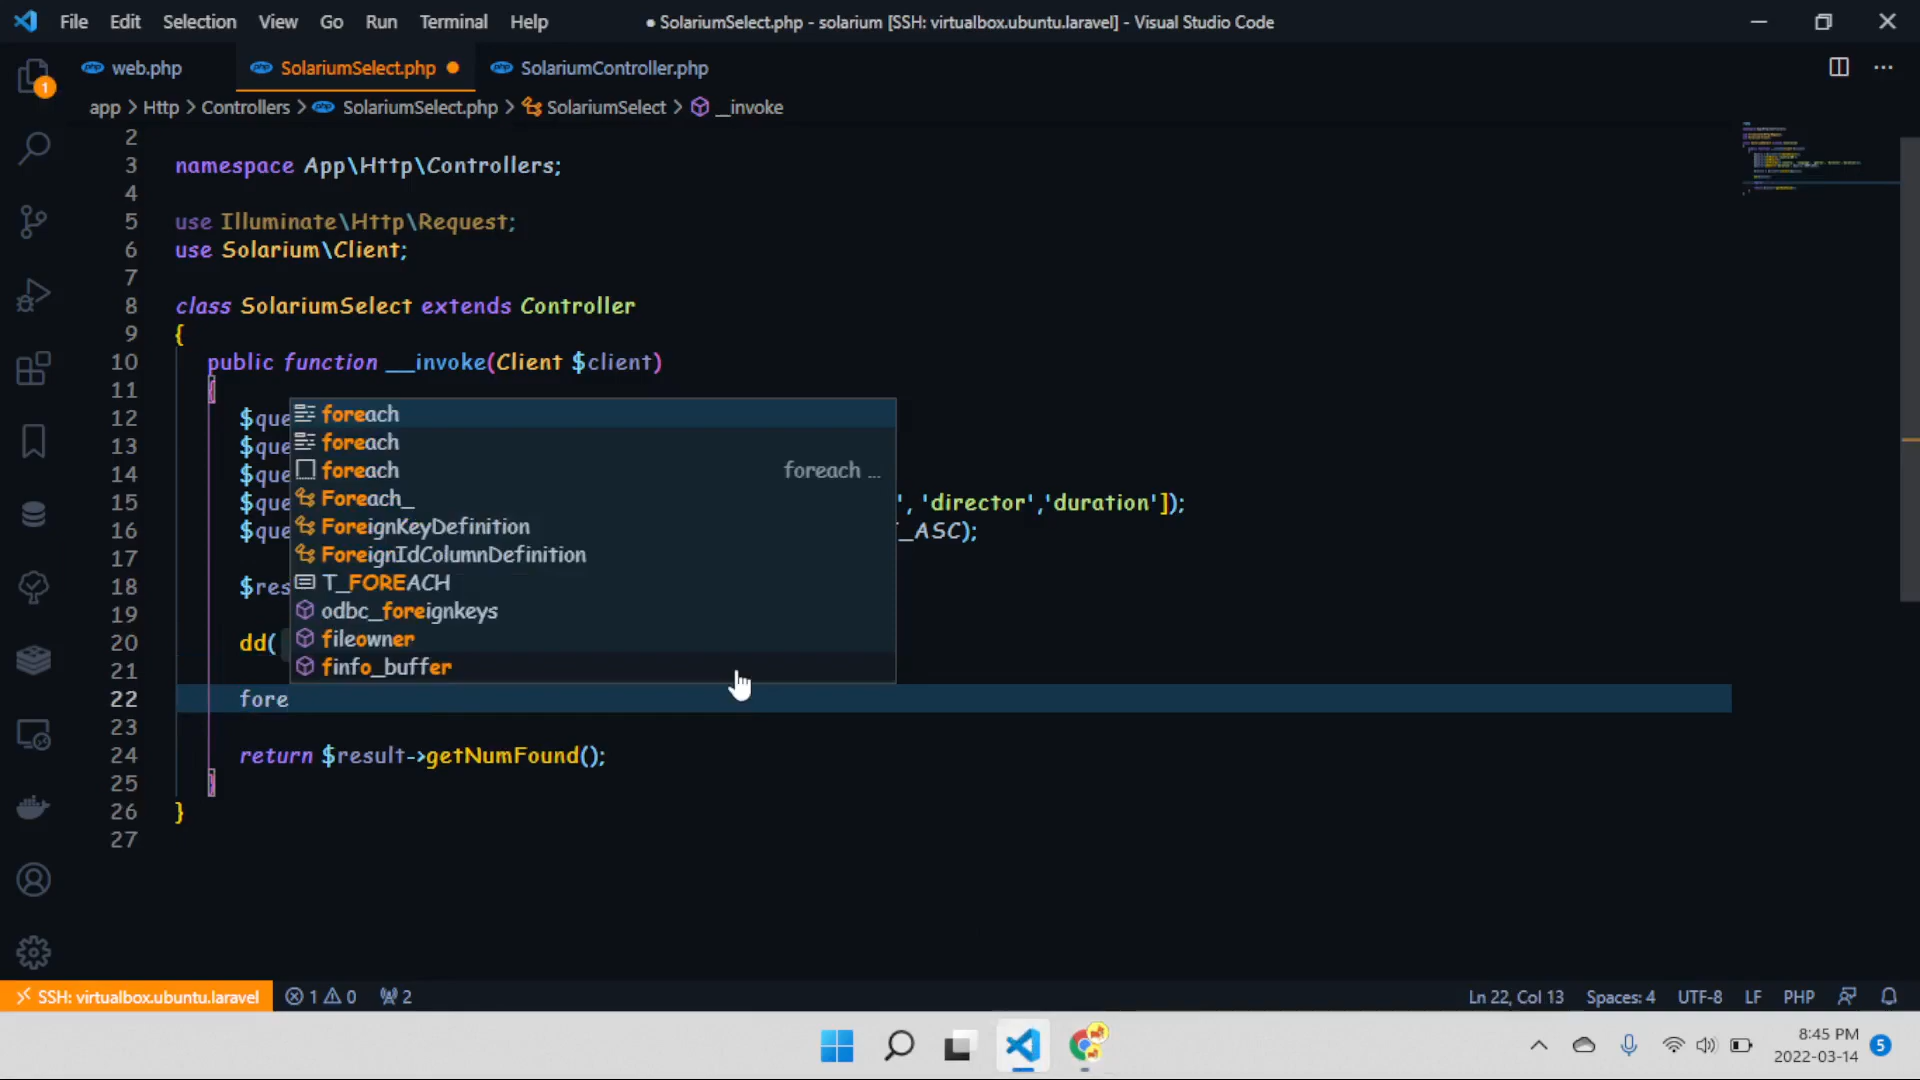 File Edit Selection View Go Run Terminal Help
● SolariumSelect.php - solarium [SSH: virtualbox.ubuntu.laravel] - Visual Studio Code
web.php SolariumSelect.php SolariumController.php
app > Http > Controllers > SolariumSelect.php > SolariumSelect > __invoke
1
2
3 namespace App\Http\Controllers;
4
5 use Illuminate\Http\Request;
6 use Solarium\Client;
7
8 class SolariumSelect extends Controller
9 {
10 public function __invoke(Client $client)
11 {
12 $que
13 $que
14 $que
15 $que ', 'director','duration']);
16 $que _ASC);
17
18 $res
19
20 dd(
21
22 fore
23
24 return $result->getNumFound();
25 }
26 }
27
foreach
foreach
foreach foreach ...
Foreach_
ForeignKeyDefinition
ForeignIdColumnDefinition
T_FOREACH
odbc_foreignkeys
fileowner
finfo_buffer
SSH: virtualbox.ubuntu.laravel 1 0 2 Ln 22, Col 13 Spaces: 4 UTF-8 LF PHP
8:45 PM
2022-03-14
5